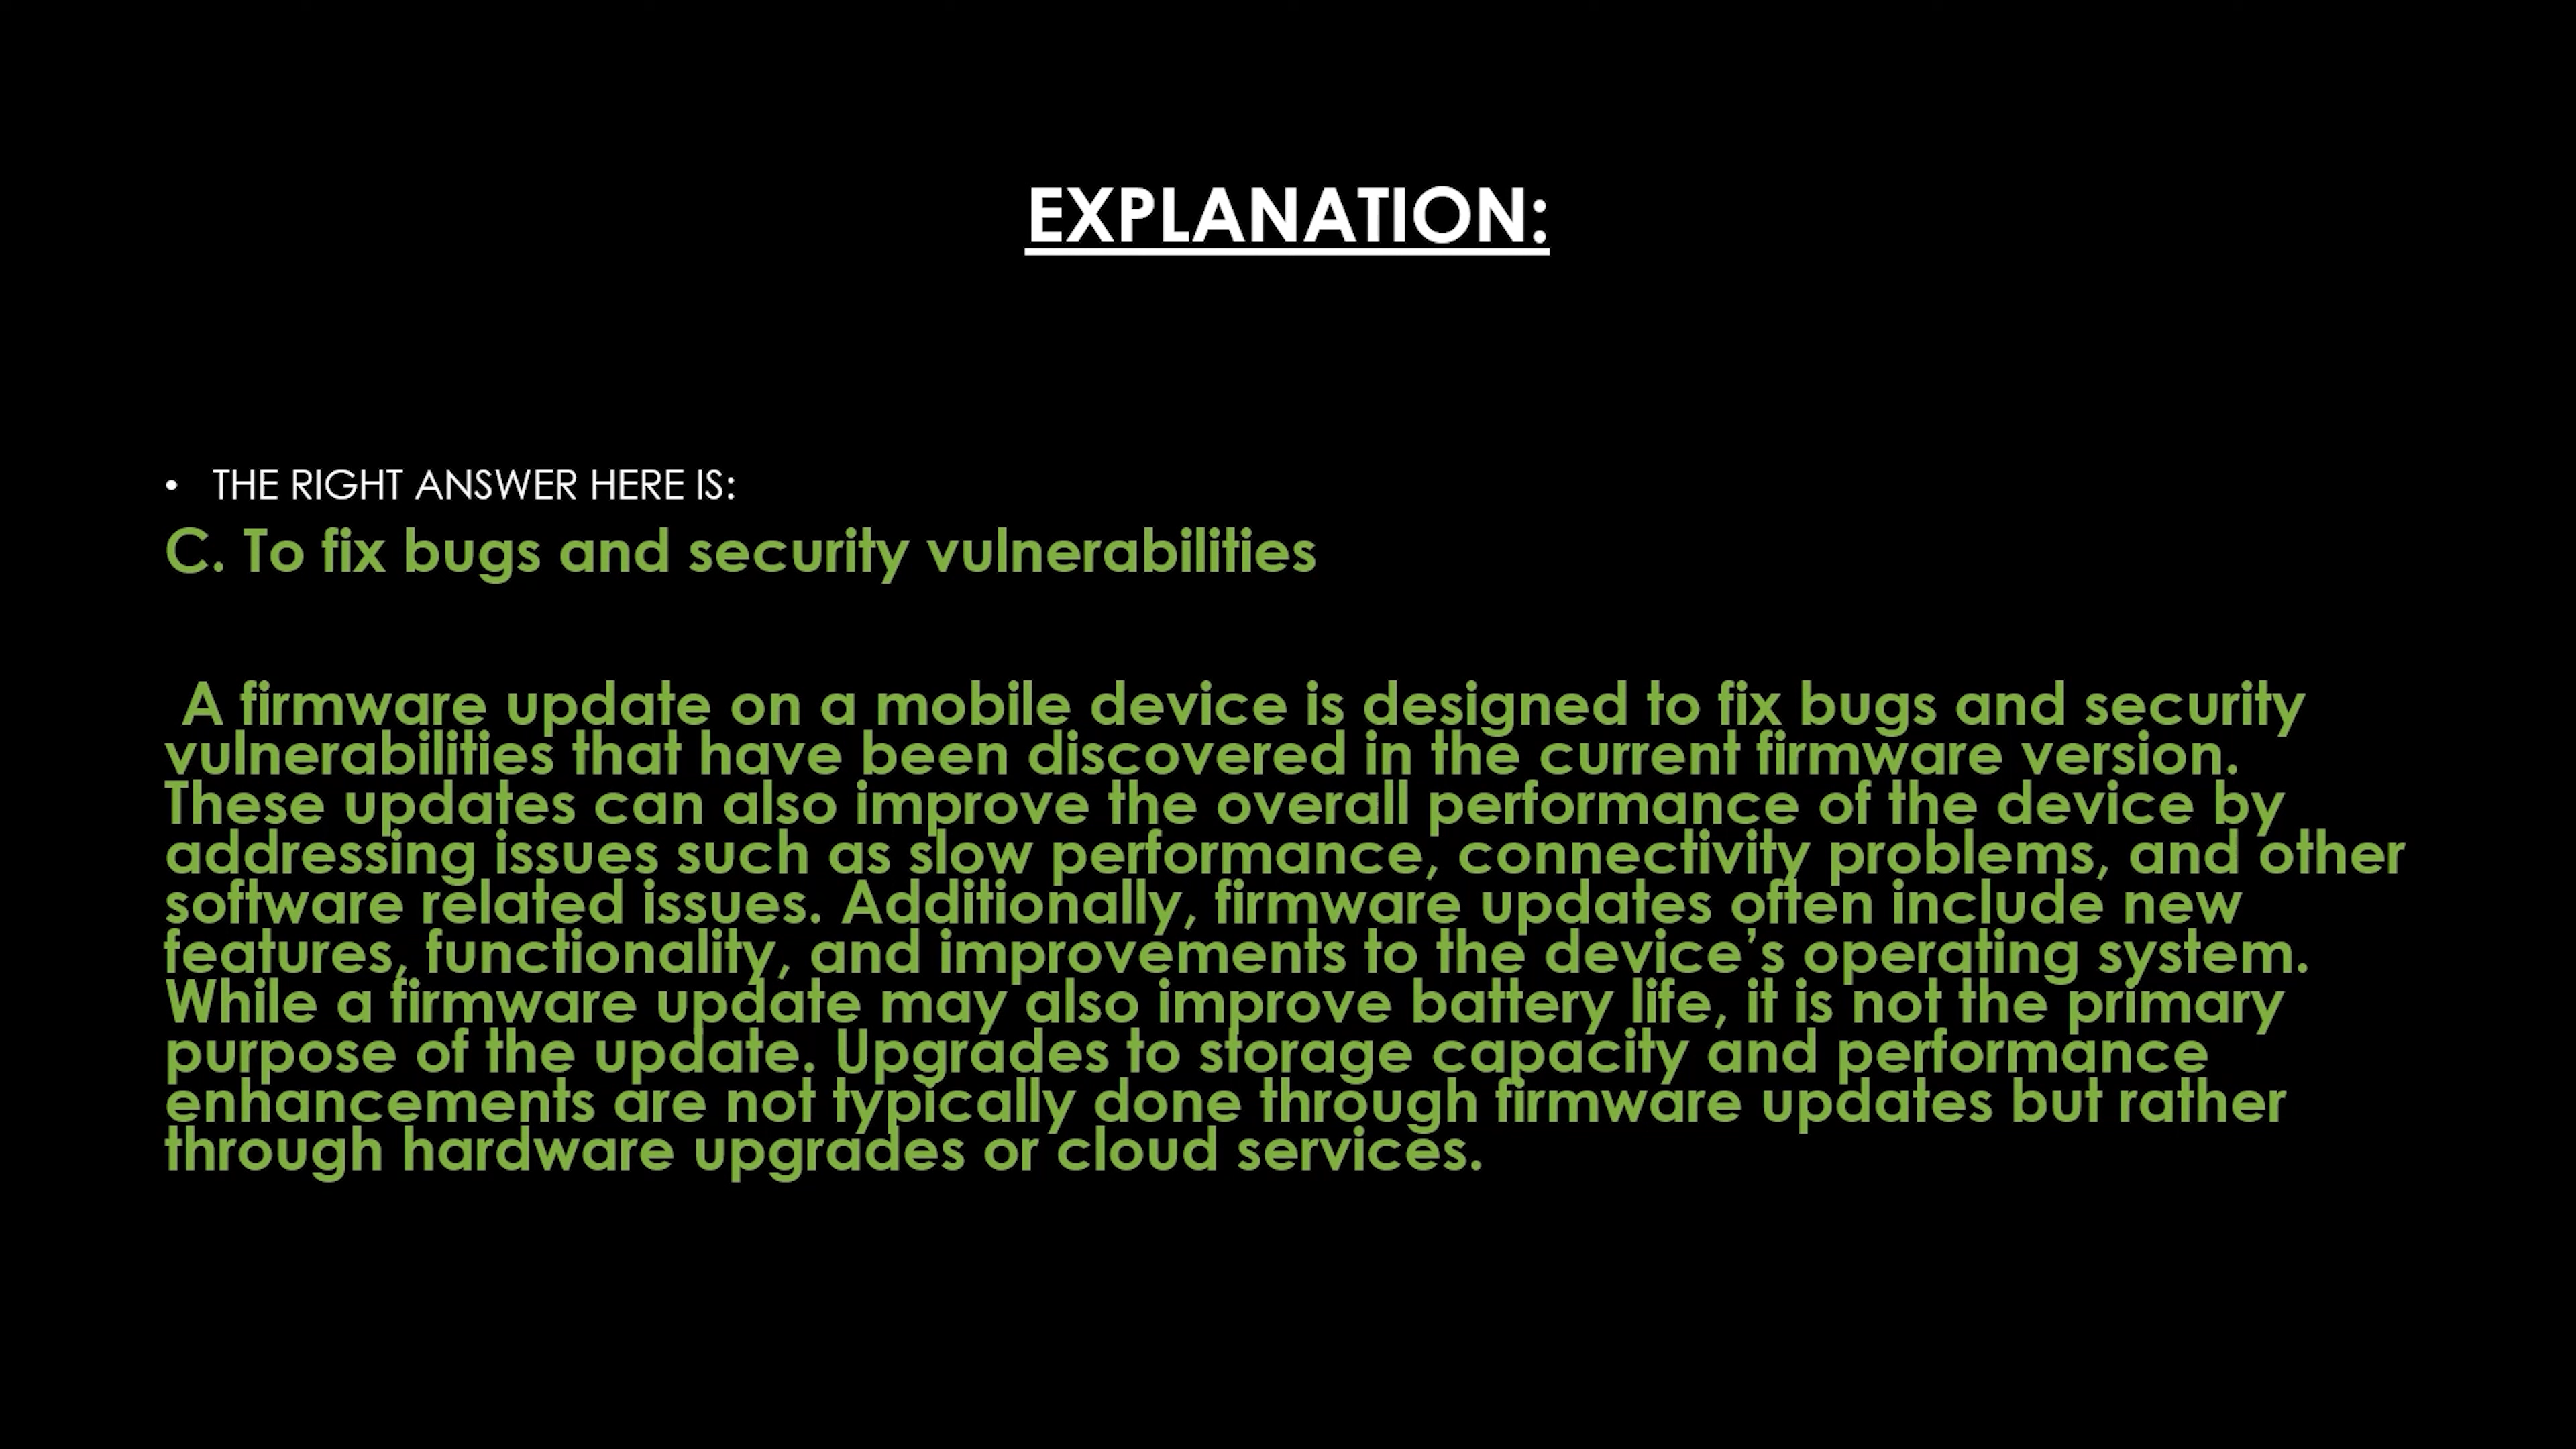 EXPLANATION:
• THE RIGHT ANSWER HERE IS:
C. To fix bugs and security vulnerabilities
A firmware update on a mobile device is designed to fix bugs and security
vulnerabilities that have been discovered in the current firmware version.
These updates can also improve the overall performance of the device by
addressing issues such as slow performance, connectivity problems, and other
software related issues. Additionally, firmware updates often include new
features, functionality, and improvements to the device’s operating system.
While a firmware update may also improve battery life, it is not the primary
purpose of the update. Upgrades to storage capacity and performance
enhancements are not typically done through firmware updates but rather
through hardware upgrades or cloud services.